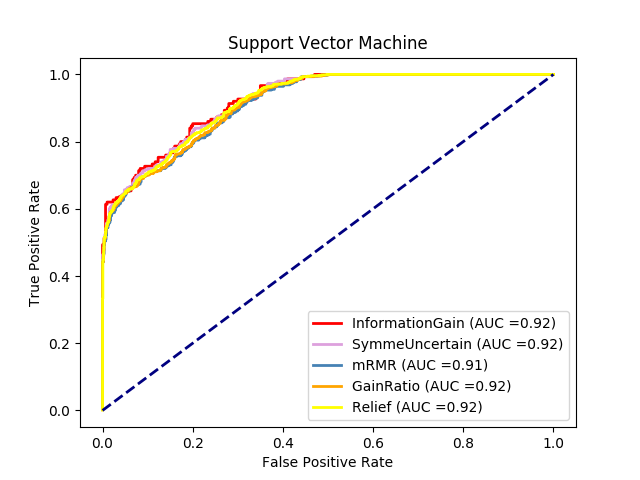 Support Vector Machine
True Positive Rate
1.0
0.8
0.6
0.4
0.2
0.0
InformationGain (AUC =0.92)
SymmeUncertain (AUC =0.92)
mRMR (AUC =0.91)
GainRatio (AUC =0.92)
Relief (AUC =0.92)
0.0 0.2 0.4 0.6 0.8 1.0
False Positive Rate